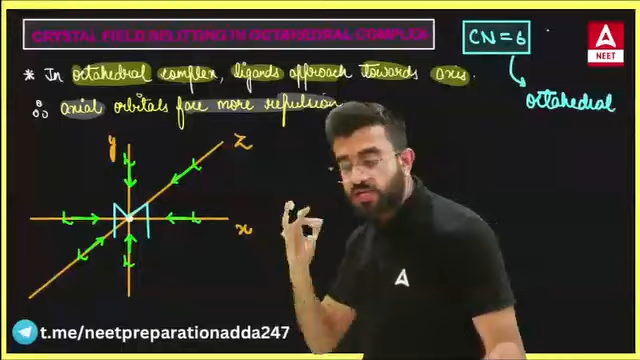 CRYSTAL FIELD SPLITTING IN OCTAHEDRAL COMPLEX
CN = 6
A
NEET
* In octahedral complex, ligands approach towards axis.
octahedral
∴ axial orbitals face more repulsion
y
z
L
L
L
L
x
L
L
M
A
t.me/neetpreparationadda247